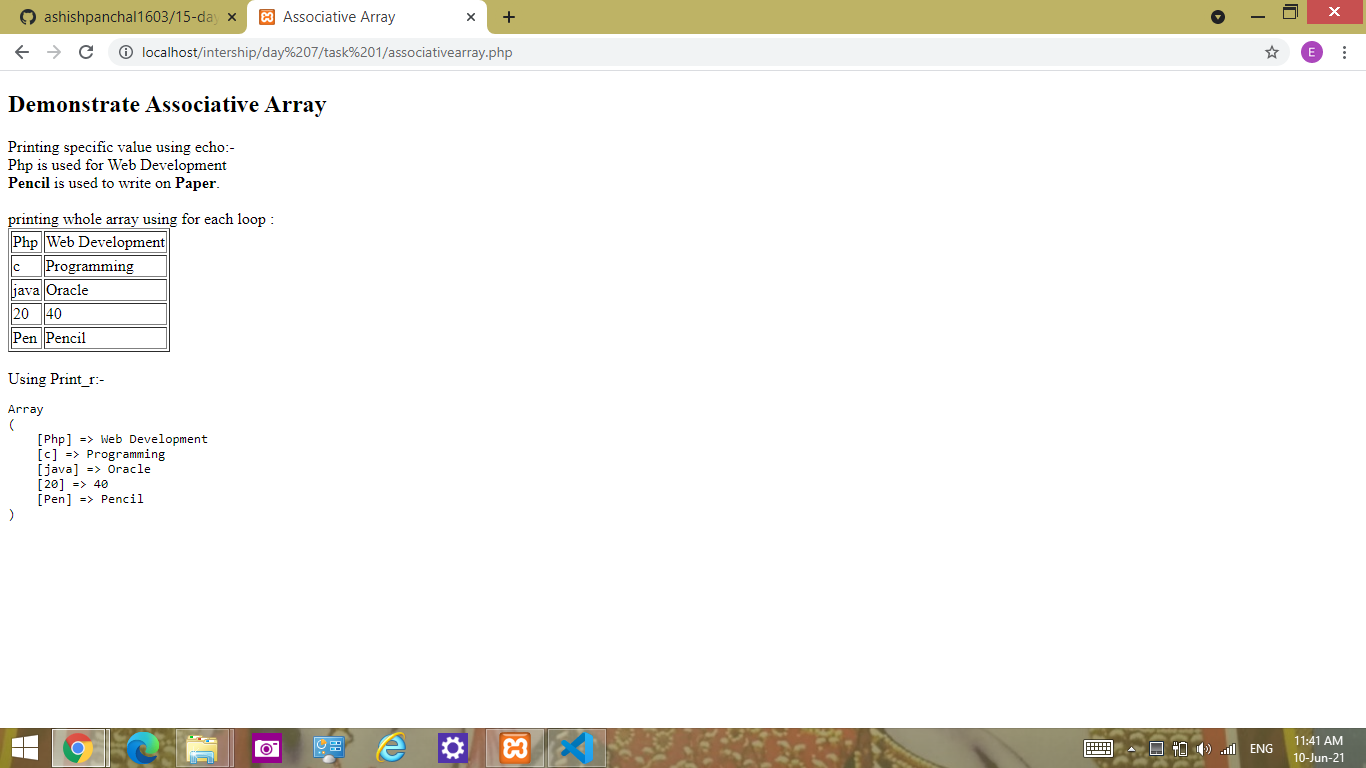 ashishpanchal1603/15-day
Associative Array
localhost/intership/day%207/task%201/associativearray.php
E
Demonstrate Associative Array
Printing specific value using echo:-
Php is used for Web Development
Pencil is used to write on Paper.
printing whole array using for each loop :
Php Web Development
c Programming
java Oracle
20 40
Pen Pencil
Using Print_r:-
Array
(
[Php] => Web Development
[c] => Programming
[java] => Oracle
[20] => 40
[Pen] => Pencil
)
ENG
11:41 AM
10-Jun-21